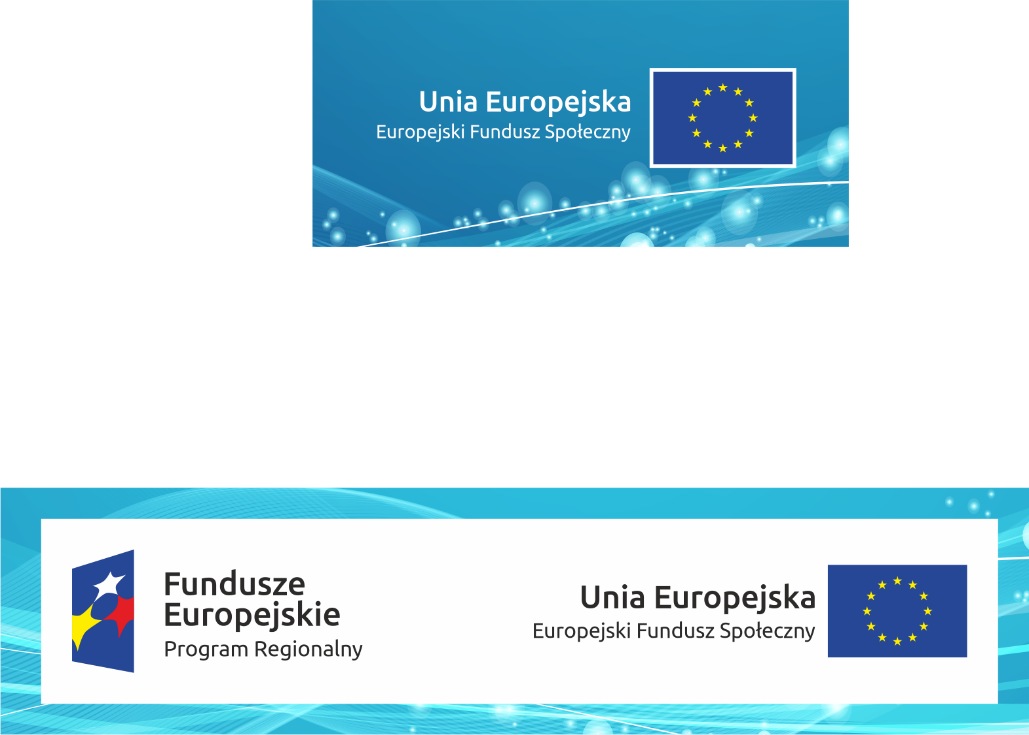 Unia Europejska
Europejski Fundusz Społeczny
Fundusze
Europejskie
Program Regionalny
Unia Europejska
Europejski Fundusz Społeczny